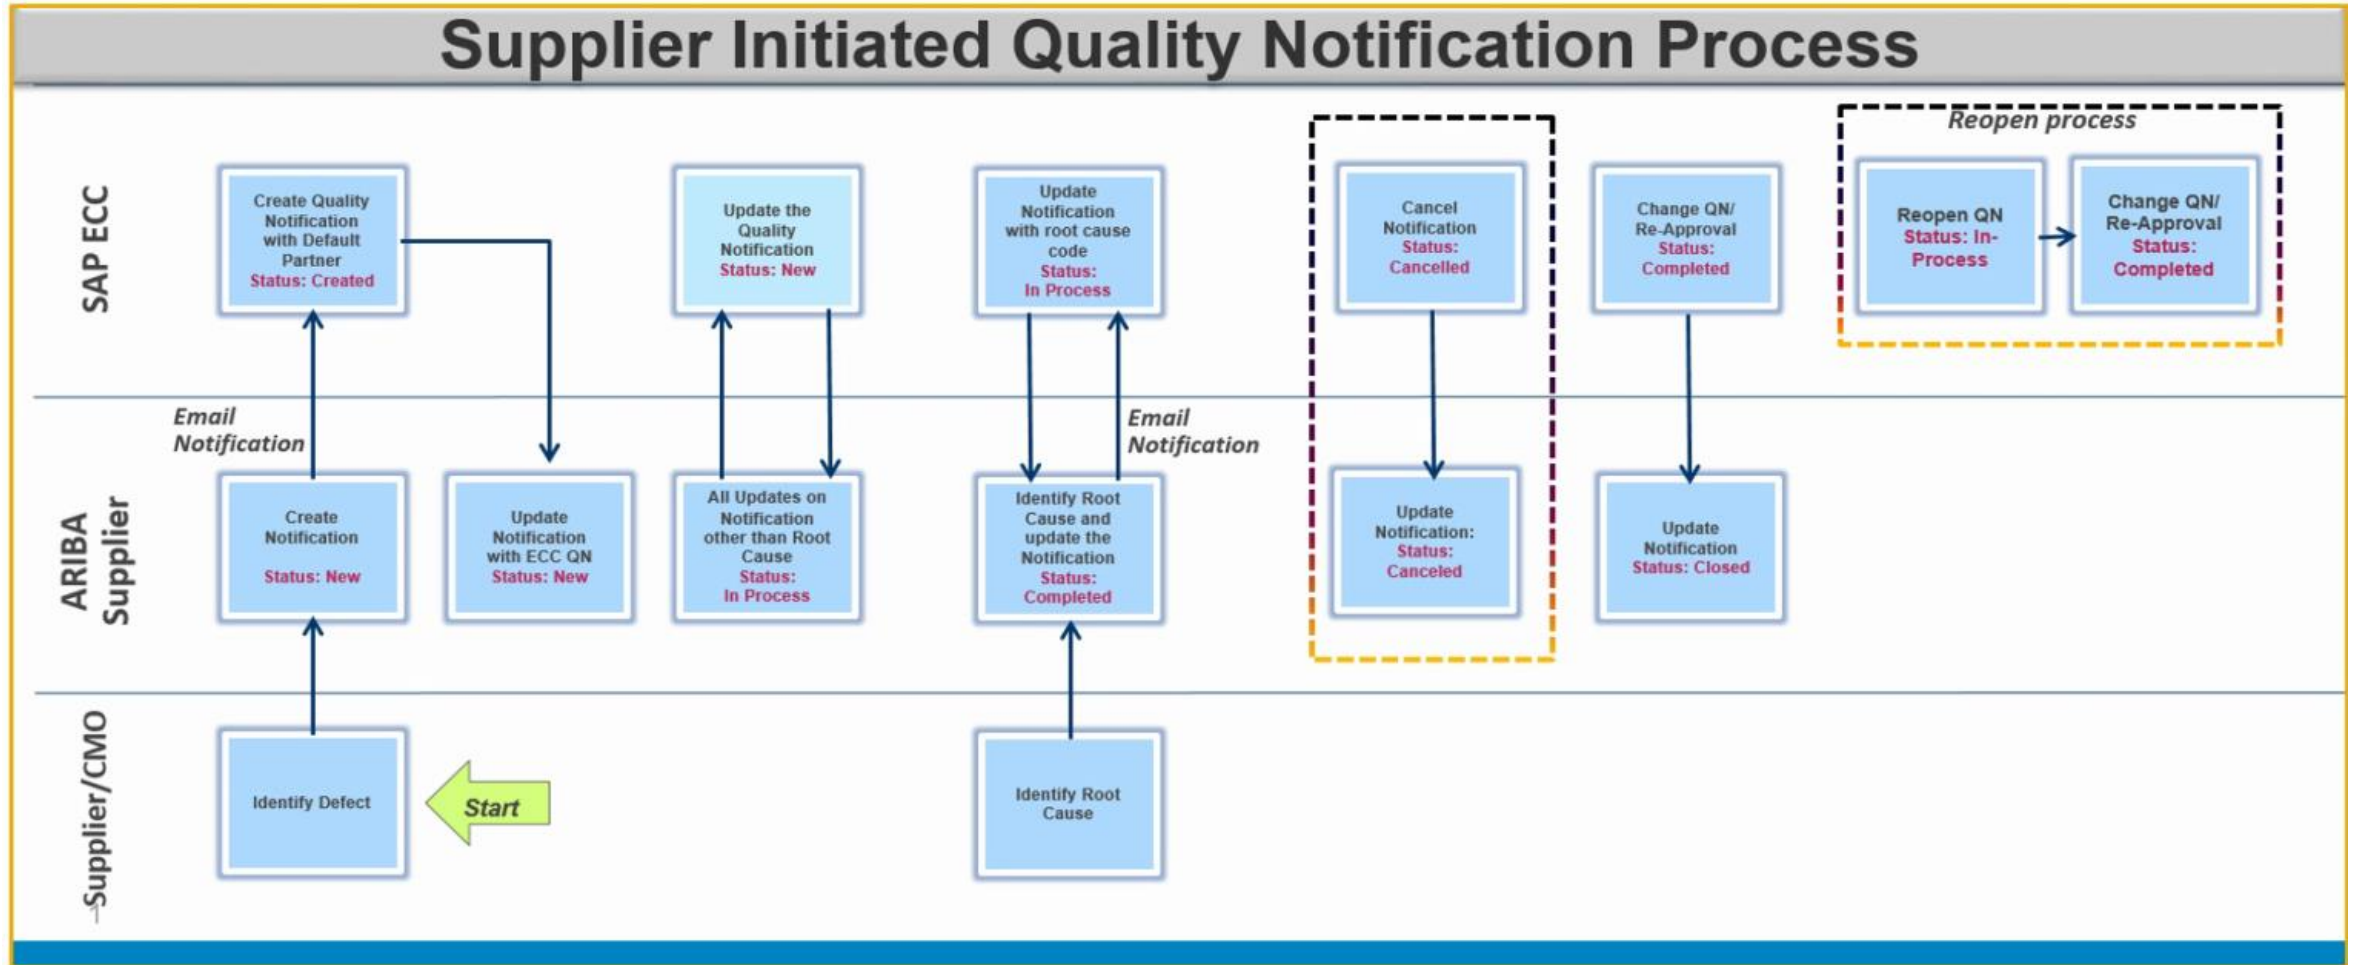 Supplier Initiated Quality Notification Process
SAP ECC
Create Quality
Notification
with Default
Partner
Status: Created
Update the
Quality
Notification
Status: New
Update
Notification
with root cause
code
Status:
In Process
Cancel
Notification
Status:
Cancelled
Change QN/
Re-Approval
Status:
Completed
Reopen process
Reopen QN
Status: In-
Process
Change QN/
Re-Approval
Status:
Completed
ARIBA
Supplier
Email
Notification
Create
Notification
Status: New
Update
Notification
with ECC QN
Status: New
All Updates on
Notification
other than Root
Cause
Status:
In Process
Identify Root
Cause and
update the
Notification
Status:
Completed
Email
Notification
Update
Notification:
Status:
Canceled
Update
Notification
Status: Closed
Supplier/CMO
Identify Defect
Start
Identify Root
Cause